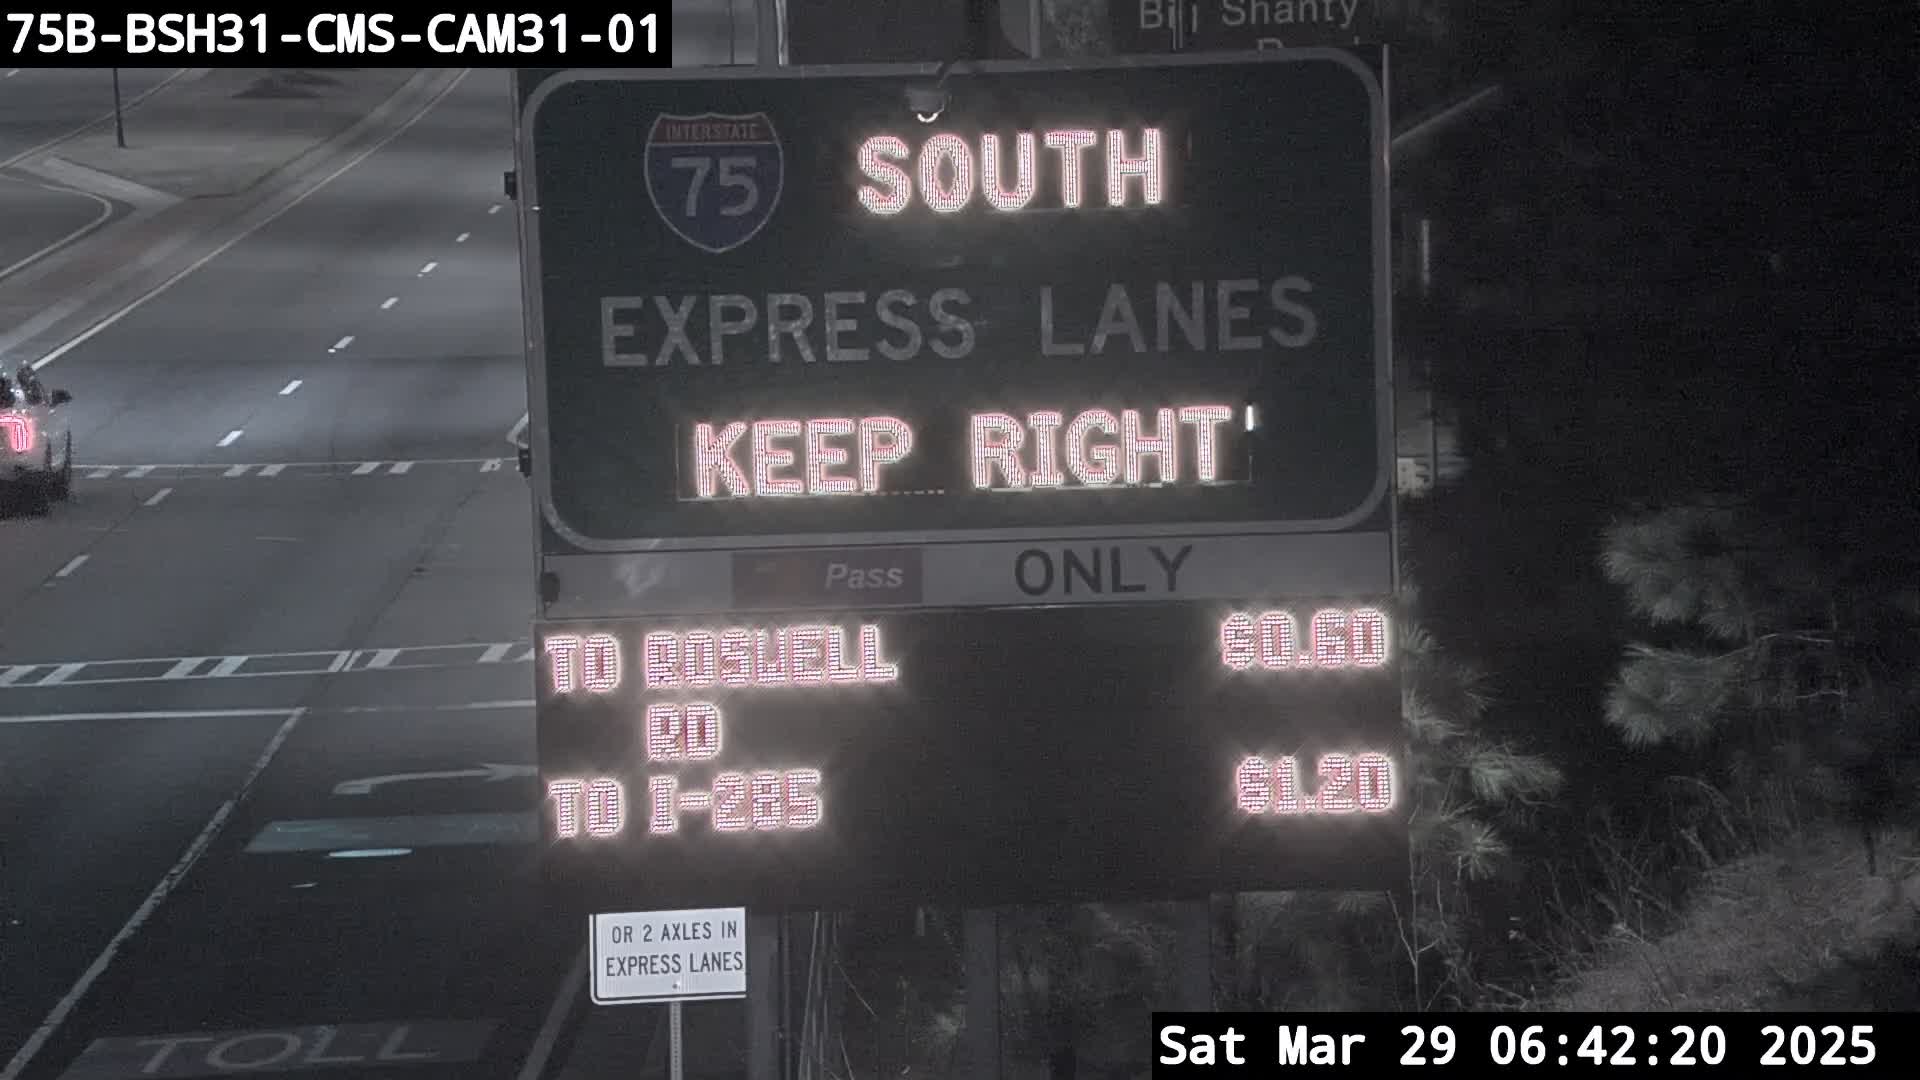 75B-BSH31-CMS-CAM31-01
Shanty
INTERSTATE
75
SOUTH
EXPRESS LANES
KEEP RIGHT
Pass ONLY
TO ROSWELL $0.60
RD
TO I-285 $1.20
OR 2 AXLES IN
EXPRESS LANES
TOLL
Sat Mar 29 06:42:20 2025